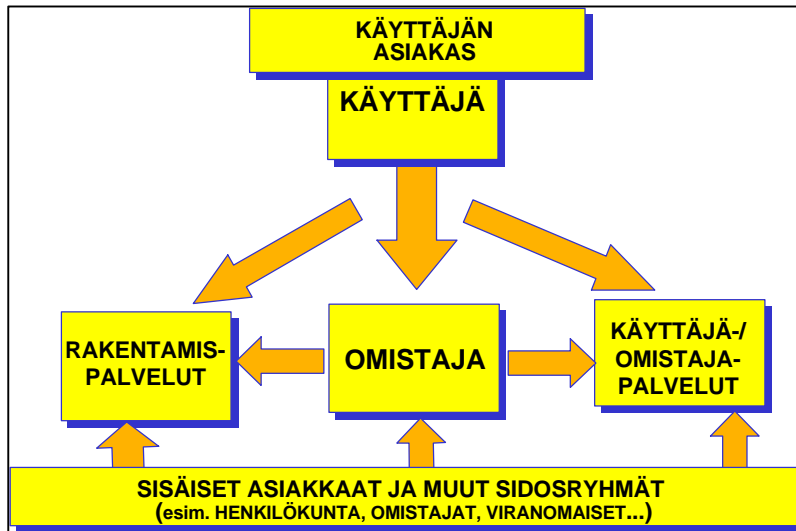 KÄYTTÄJÄN
ASIAKAS
KÄYTTÄJÄ
RAKENTAMIS-
PALVELUT
OMISTAJA
KÄYTTÄJÄ-/
OMISTAJA-
PALVELUT
SISÄISET ASIAKKAAT JA MUUT SIDOSRYHMÄT
(esim. HENKILÖKUNTA, OMISTAJAT, VIRANOMAISET...)